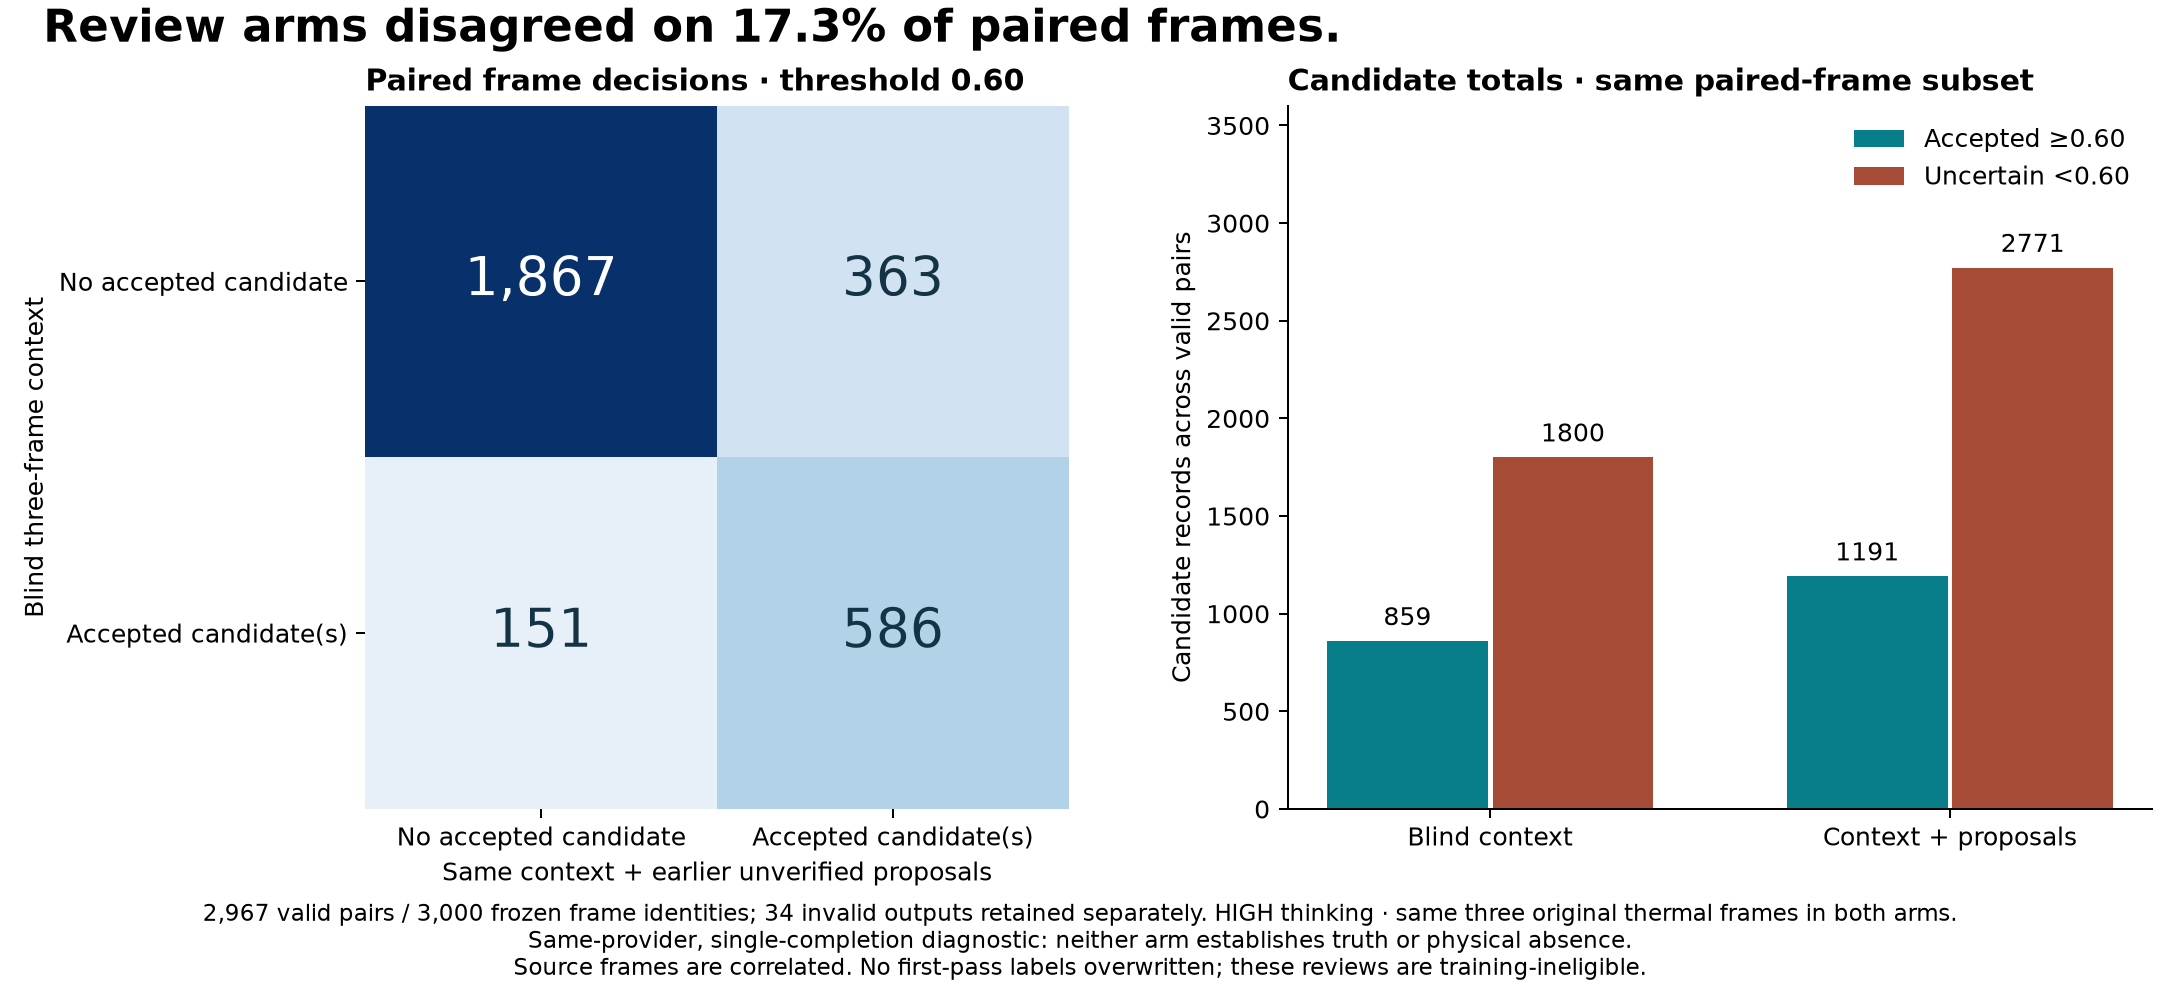 Review arms disagreed on 17.3% of paired frames.
Paired frame decisions · threshold 0.60
Blind three-frame context
No accepted candidate
Accepted candidate(s)
1,867
363
151
586
No accepted candidate
Accepted candidate(s)
Same context + earlier unverified proposals
Candidate totals · same paired-frame subset
Candidate records across valid pairs
3500
3000
2500
2000
1500
1000
500
0
Accepted ≥0.60
Uncertain <0.60
859
1800
1191
2771
Blind context
Context + proposals
2,967 valid pairs / 3,000 frozen frame identities; 34 invalid outputs retained separately. HIGH thinking · same three original thermal frames in both arms.
Same-provider, single-completion diagnostic: neither arm establishes truth or physical absence.
Source frames are correlated. No first-pass labels overwritten; these reviews are training-ineligible.